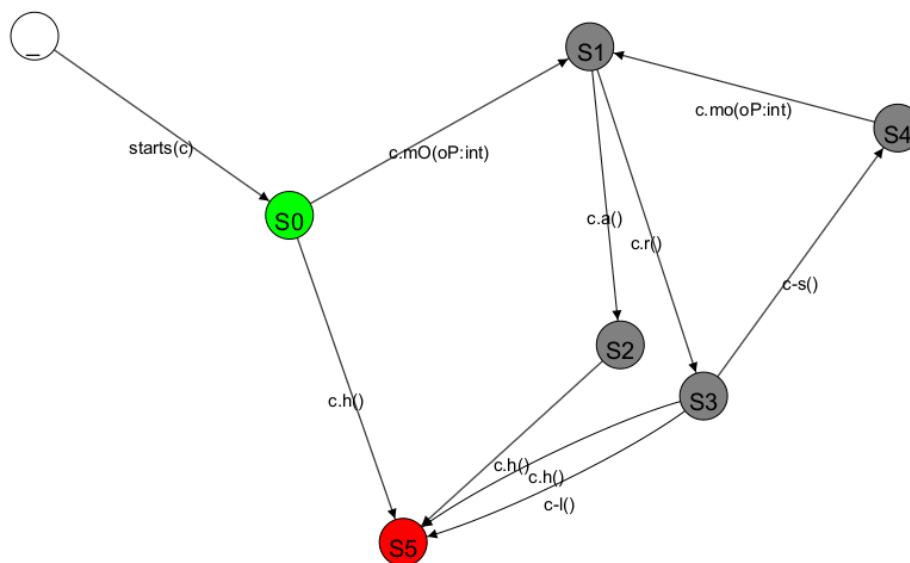 _
S1
S4
c.mo(oP:int)
starts(c)
c.mO(oP:int)
S0
c.a()
c.r()
c-s()
S2
S3
c.h()
c.h()
c.h()
c-l()
S5